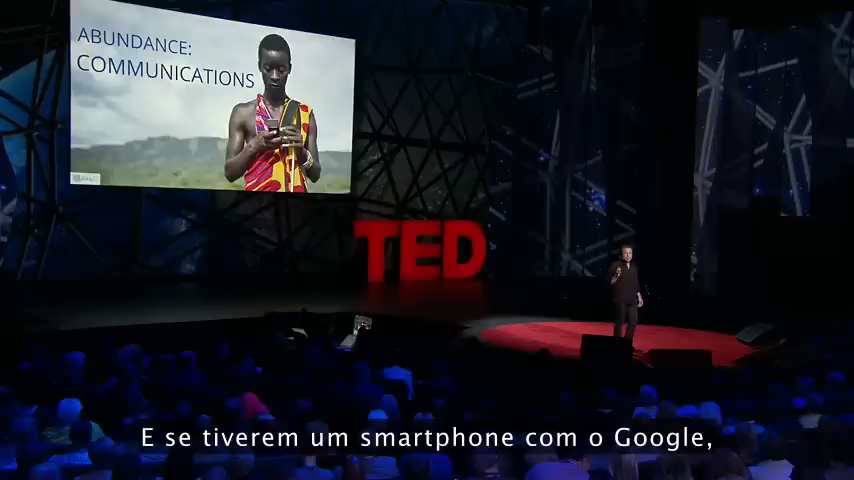 ABUNDANCE:
COMMUNICATIONS
TED
E se tiverem um smartphone com o Google,